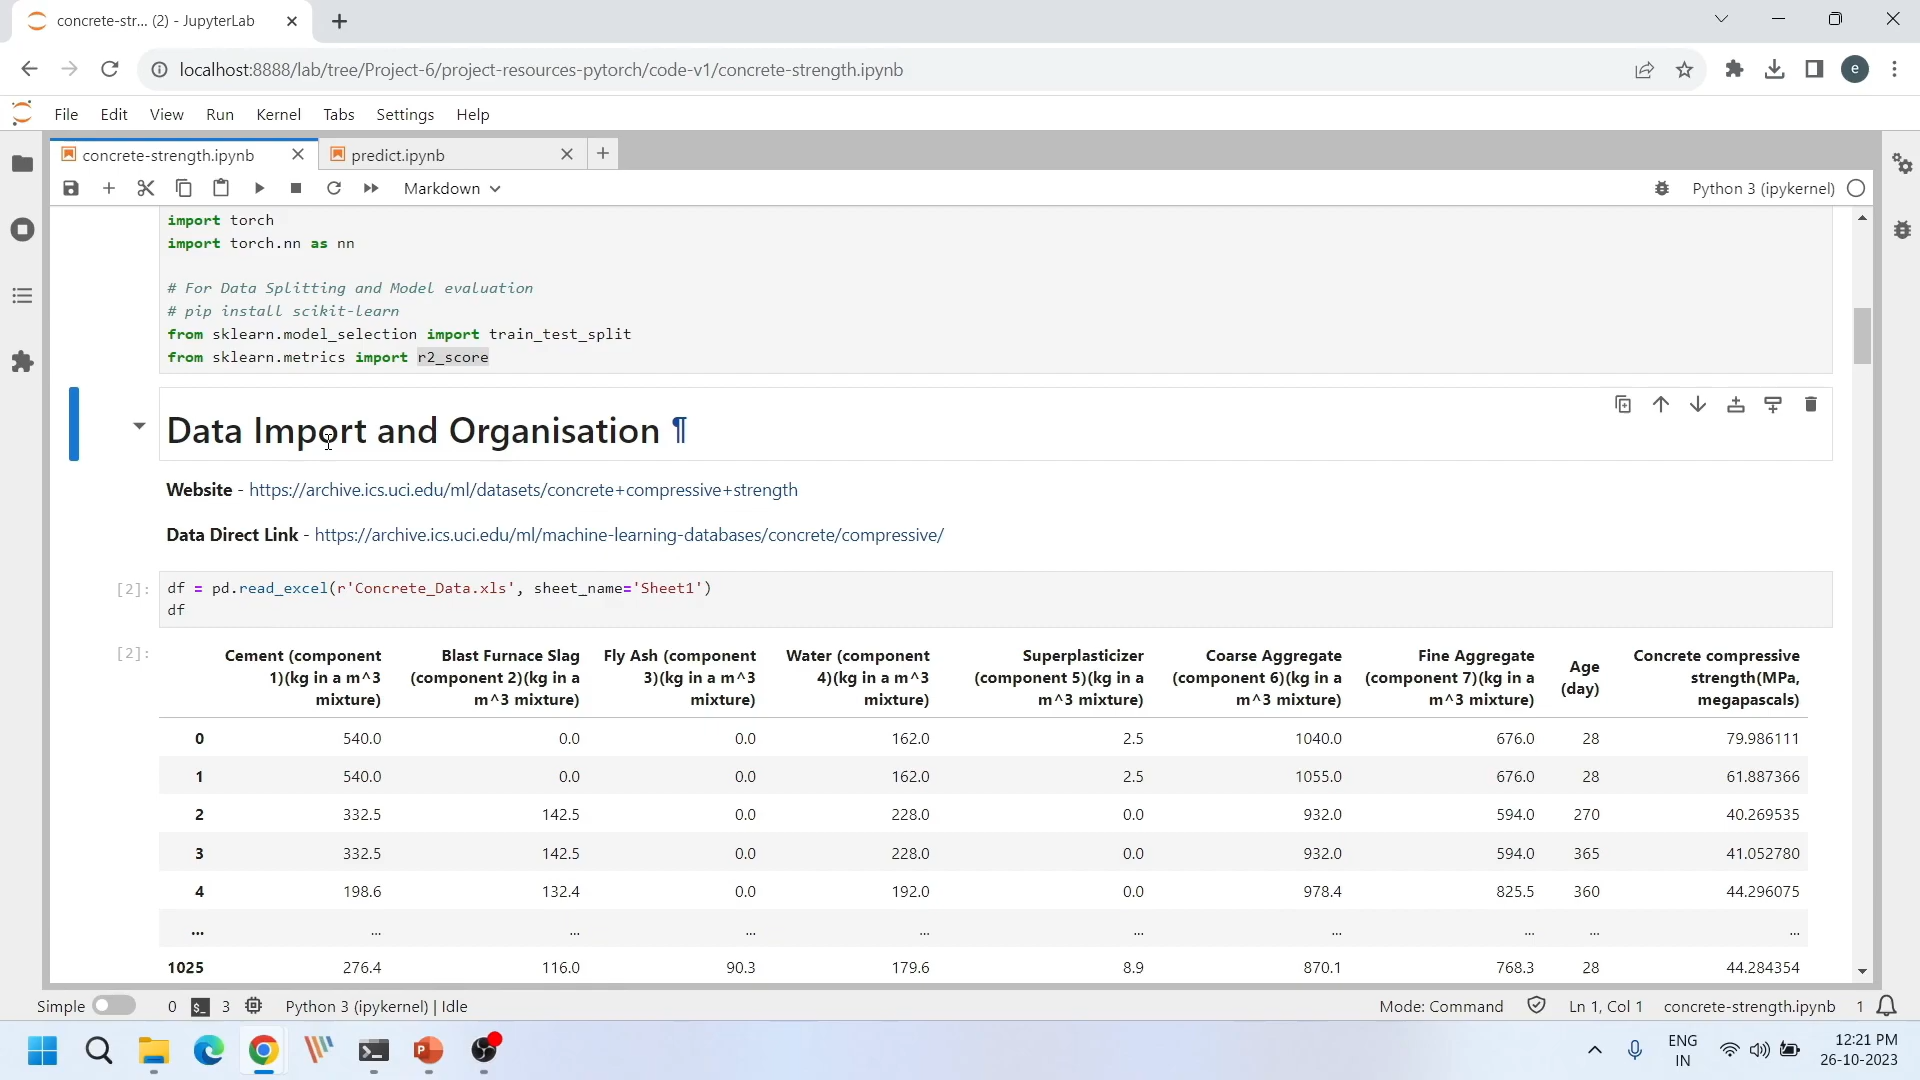 concrete-str... (2) - JupyterLab
localhost:8888/lab/tree/Project-6/project-resources-pytorch/code-v1/concrete-strength.ipynb
e
File Edit View Run Kernel Tabs Settings Help
concrete-strength.ipynb
predict.ipynb
Markdown
Python 3 (ipykernel)
import torch
import torch.nn as nn
# For Data Splitting and Model evaluation
# pip install scikit-learn
from sklearn.model_selection import train_test_split
from sklearn.metrics import r2_score
Data Import and Organisation ¶
Website - https://archive.ics.uci.edu/ml/datasets/concrete+compressive+strength
Data Direct Link - https://archive.ics.uci.edu/ml/machine-learning-databases/concrete/compressive/
[2]: df = pd.read_excel(r'Concrete_Data.xls', sheet_name='Sheet1')
df
[2]:
Cement (component Blast Furnace Slag Fly Ash (component Water (component Superplasticizer Coarse Aggregate Fine Aggregate Age Concrete compressive
1)(kg in a m^3 (component 2)(kg in a 3)(kg in a m^3 4)(kg in a m^3 (component 5)(kg in a (component 6)(kg in a (component 7)(kg in a (day) strength(MPa,
mixture) m^3 mixture) mixture) mixture) m^3 mixture) m^3 mixture) m^3 mixture) megapascals)
0 540.0 0.0 0.0 162.0 2.5 1040.0 676.0 28 79.986111
1 540.0 0.0 0.0 162.0 2.5 1055.0 676.0 28 61.887366
2 332.5 142.5 0.0 228.0 0.0 932.0 594.0 270 40.269535
3 332.5 142.5 0.0 228.0 0.0 932.0 594.0 365 41.052780
4 198.6 132.4 0.0 192.0 0.0 978.4 825.5 360 44.296075
... ... ... ... ... ... ... ... ... ...
1025 276.4 116.0 90.3 179.6 8.9 870.1 768.3 28 44.284354
Simple 0 $_ 3 Python 3 (ipykernel) | Idle Mode: Command Ln 1, Col 1 concrete-strength.ipynb 1
ENG
IN
12:21 PM
26-10-2023